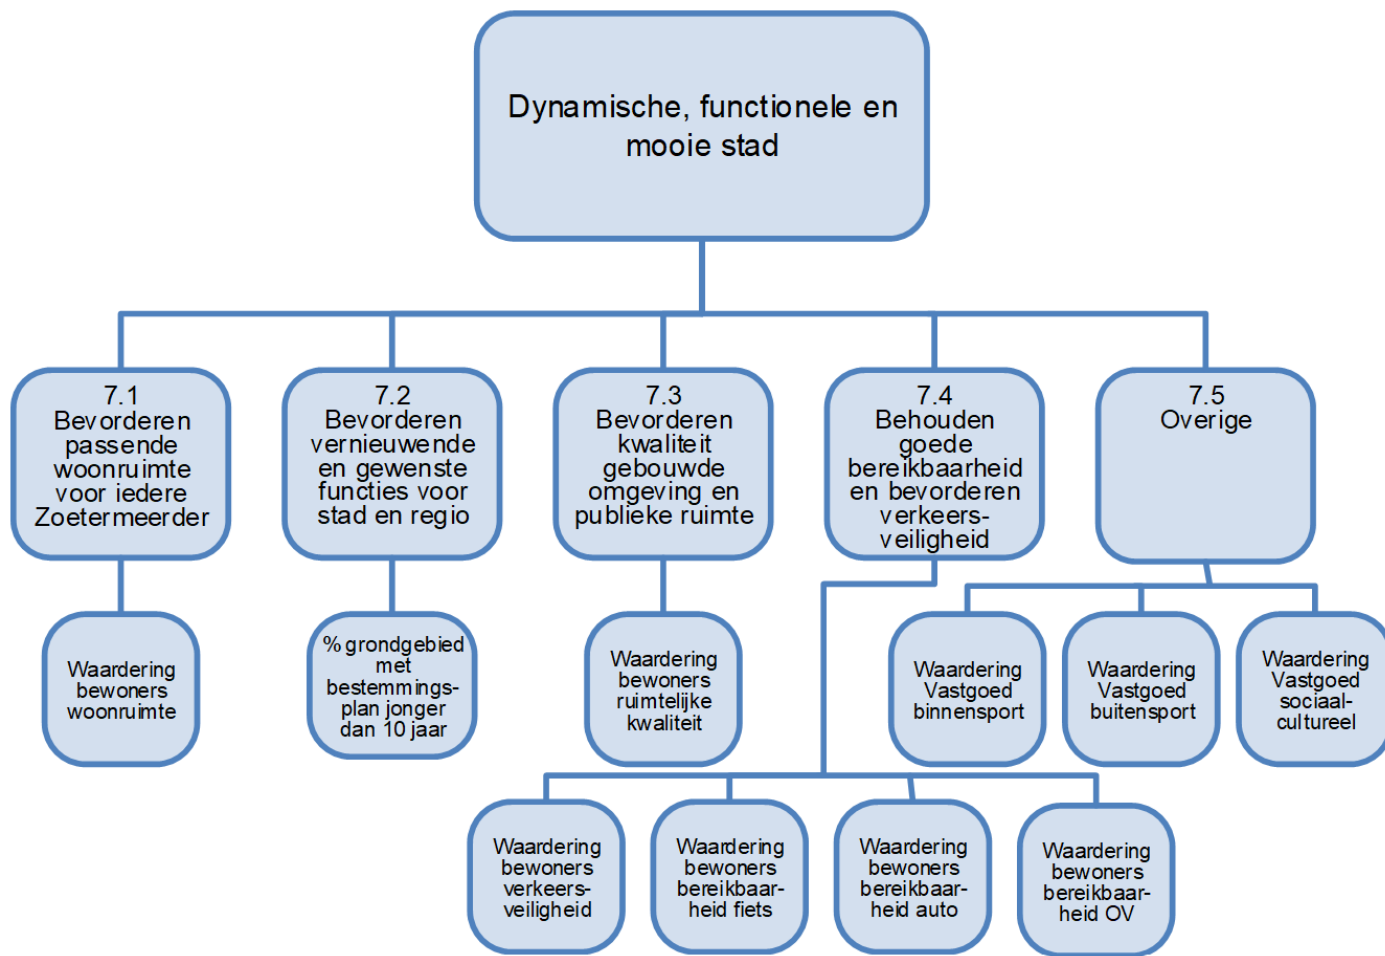 Dynamische, functionele en
mooie stad
7.1
Bevorderen
passende
woonruimte
voor iedere
Zoetermeerder
7.2
Bevorderen
vernieuwende
en gewenste
functies voor
stad en regio
7.3
Bevorderen
kwaliteit
gebouwde
omgeving en
publieke ruimte
7.4
Behouden
goede
bereikbaarheid
en bevorderen
verkeers-
veiligheid
7.5
Overige
Waardering
bewoners
woonruimte
% grondgebied
met
bestemmings-
plan jonger
dan 10 jaar
Waardering
bewoners
ruimtelijke
kwaliteit
Waardering
Vastgoed
binnensport
Waardering
Vastgoed
buitensport
Waardering
Vastgoed
sociaal-
cultureel
Waardering
bewoners
verkeers-
veiligheid
Waardering
bewoners
bereikbaar-
heid fiets
Waardering
bewoners
bereikbaar-
heid auto
Waardering
bewoners
bereikbaar-
heid OV